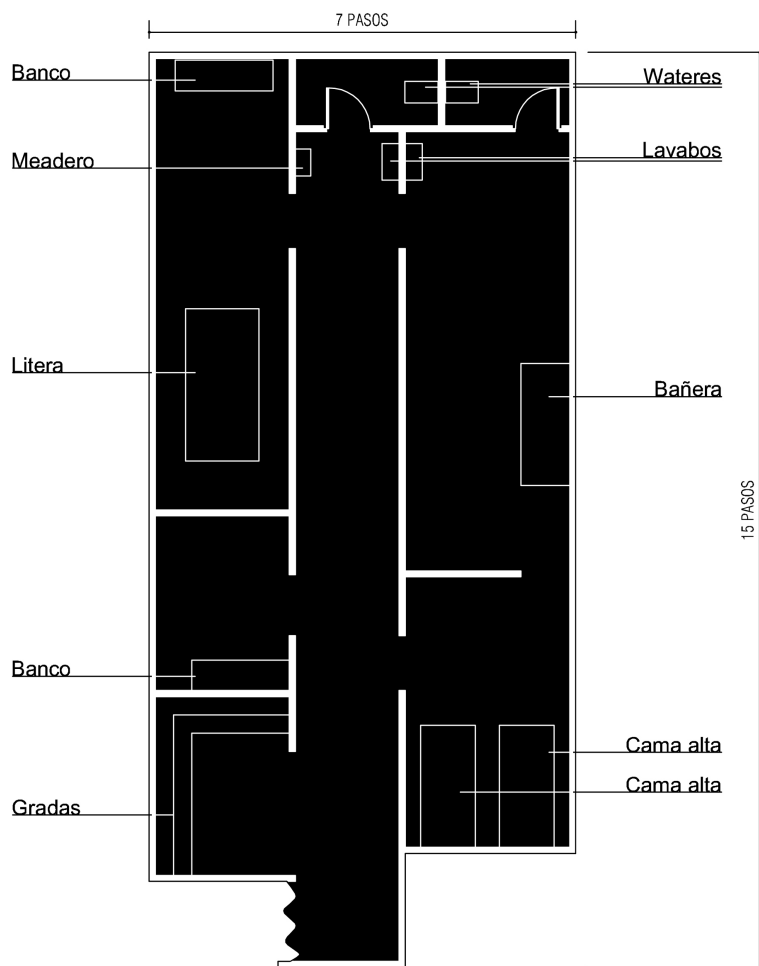 7 PASOS
Banco
Wateres
Meadero
Lavabos
Litera
Bañera
15 PASOS
Banco
Cama alta
Cama alta
Gradas